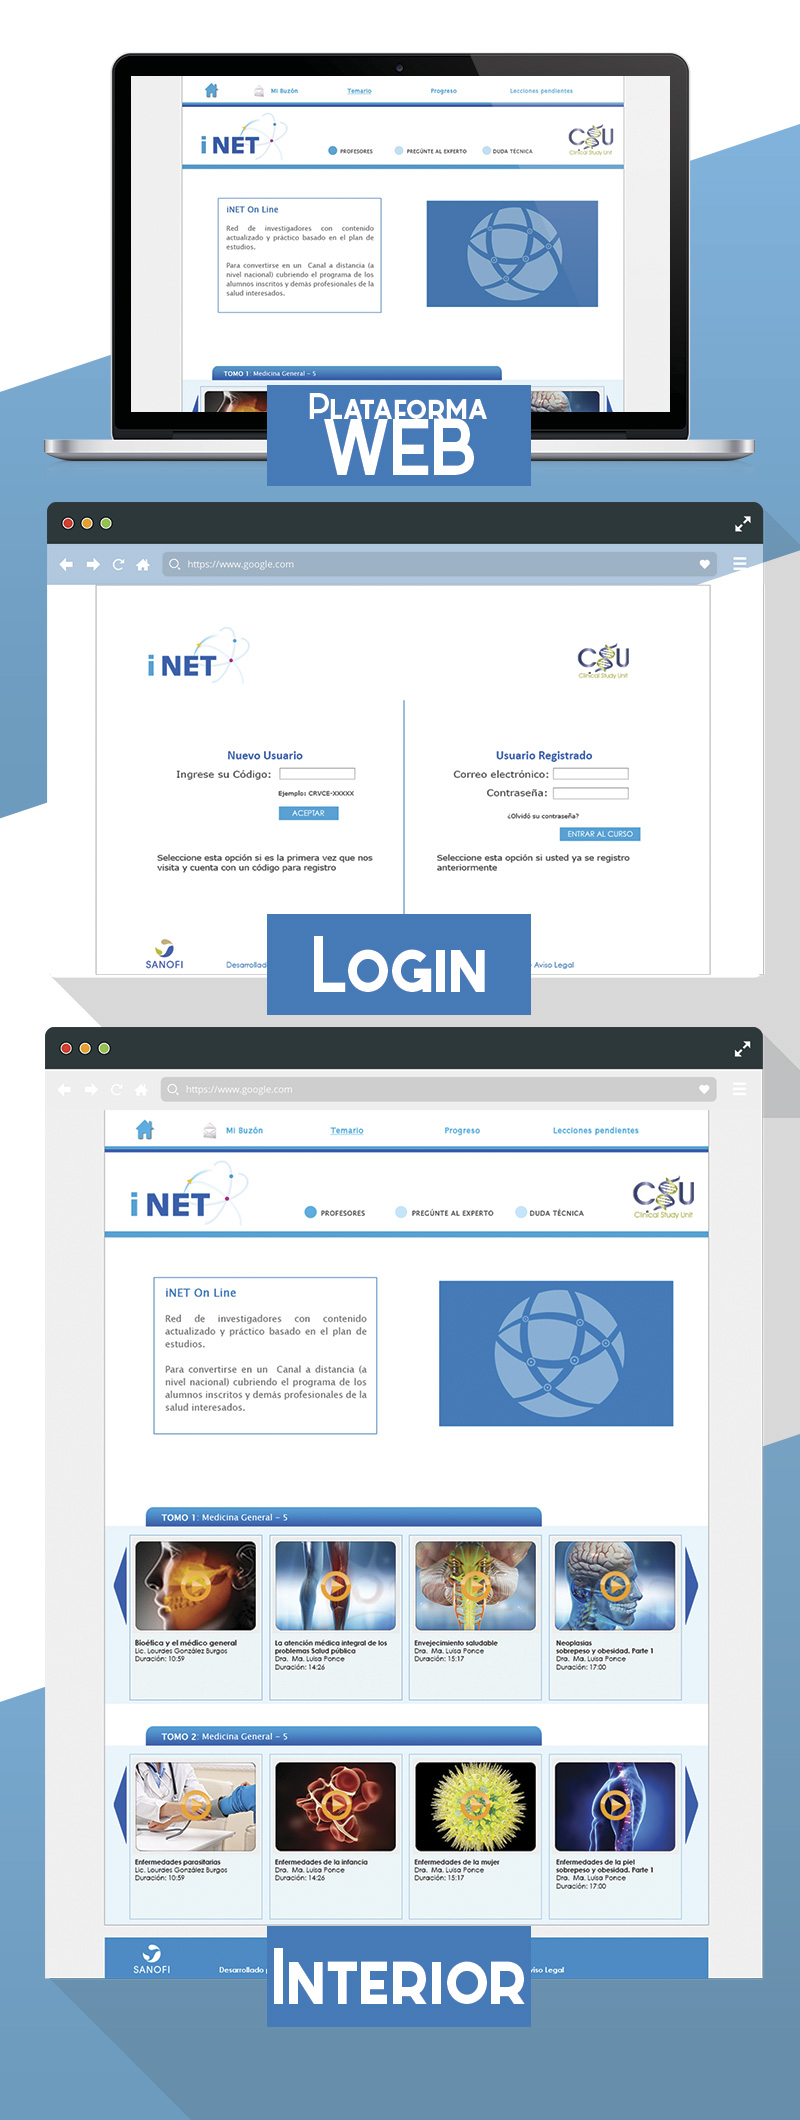 Mi Buzón Temario Progreso Lecciones pendientes
i NET
PROFESORES PREGÚNTE AL EXPERTO DUDA TÉCNICA
CSU
Clinical Study Unit
iNET On Line
Red de investigadores con contenido
actualizado y práctico basado en el plan de
estudios.
Para convertirse en un Canal a distancia (a
nivel nacional) cubriendo el programa de los
alumnos inscritos y demás profesionales de la
salud interesados.
TOMO 1: Medicina General - 5
PLATAFORMA
WEB
https://www.google.com
i NET
CSU
Clinical Study Unit
Nuevo Usuario
Ingrese su Código:
Ejemplo: CRVCE-XXXXX
ACEPTAR
Seleccione esta opción si es la primera vez que nos
visita y cuenta con un código para registro
Usuario Registrado
Correo electrónico:
Contraseña:
¿Olvidó su contraseña?
ENTRAR AL CURSO
Seleccione esta opción si usted ya se registro
anteriormente
SANOFI
Desarrollado
Aviso Legal
LOGIN
https://www.google.com
Mi Buzón Temario Progreso Lecciones pendientes
i NET
PROFESORES PREGÚNTE AL EXPERTO DUDA TÉCNICA
CSU
Clinical Study Unit
iNET On Line
Red de investigadores con contenido
actualizado y práctico basado en el plan de
estudios.
Para convertirse en un Canal a distancia (a
nivel nacional) cubriendo el programa de los
alumnos inscritos y demás profesionales de la
salud interesados.
TOMO 1: Medicina General - 5
Bioética y el médico general
Lic. Lourdes González Burgos
Duración: 10:59
La atención médica integral de los
problemas Salud pública
Dra. Ma. Luisa Ponce
Duración: 14:26
Envejecimiento saludable
Dra. Ma. Luisa Ponce
Duración: 15:17
Neoplasias
sobrepeso y obesidad. Parte 1
Dra. Ma. Luisa Ponce
Duración: 17:00
TOMO 2: Medicina General - 5
Enfermedades parasitarias
Lic. Lourdes González Burgos
Duración: 10:59
Enfermedades de la infancia
Dra. Ma. Luisa Ponce
Duración: 14:26
Enfermedades de la mujer
Dra. Ma. Luisa Ponce
Duración: 15:17
Enfermedades de la piel
sobrepeso y obesidad. Parte 1
Dra. Ma. Luisa Ponce
Duración: 17:00
SANOFI
Desarrollado
Legal
INTERIOR